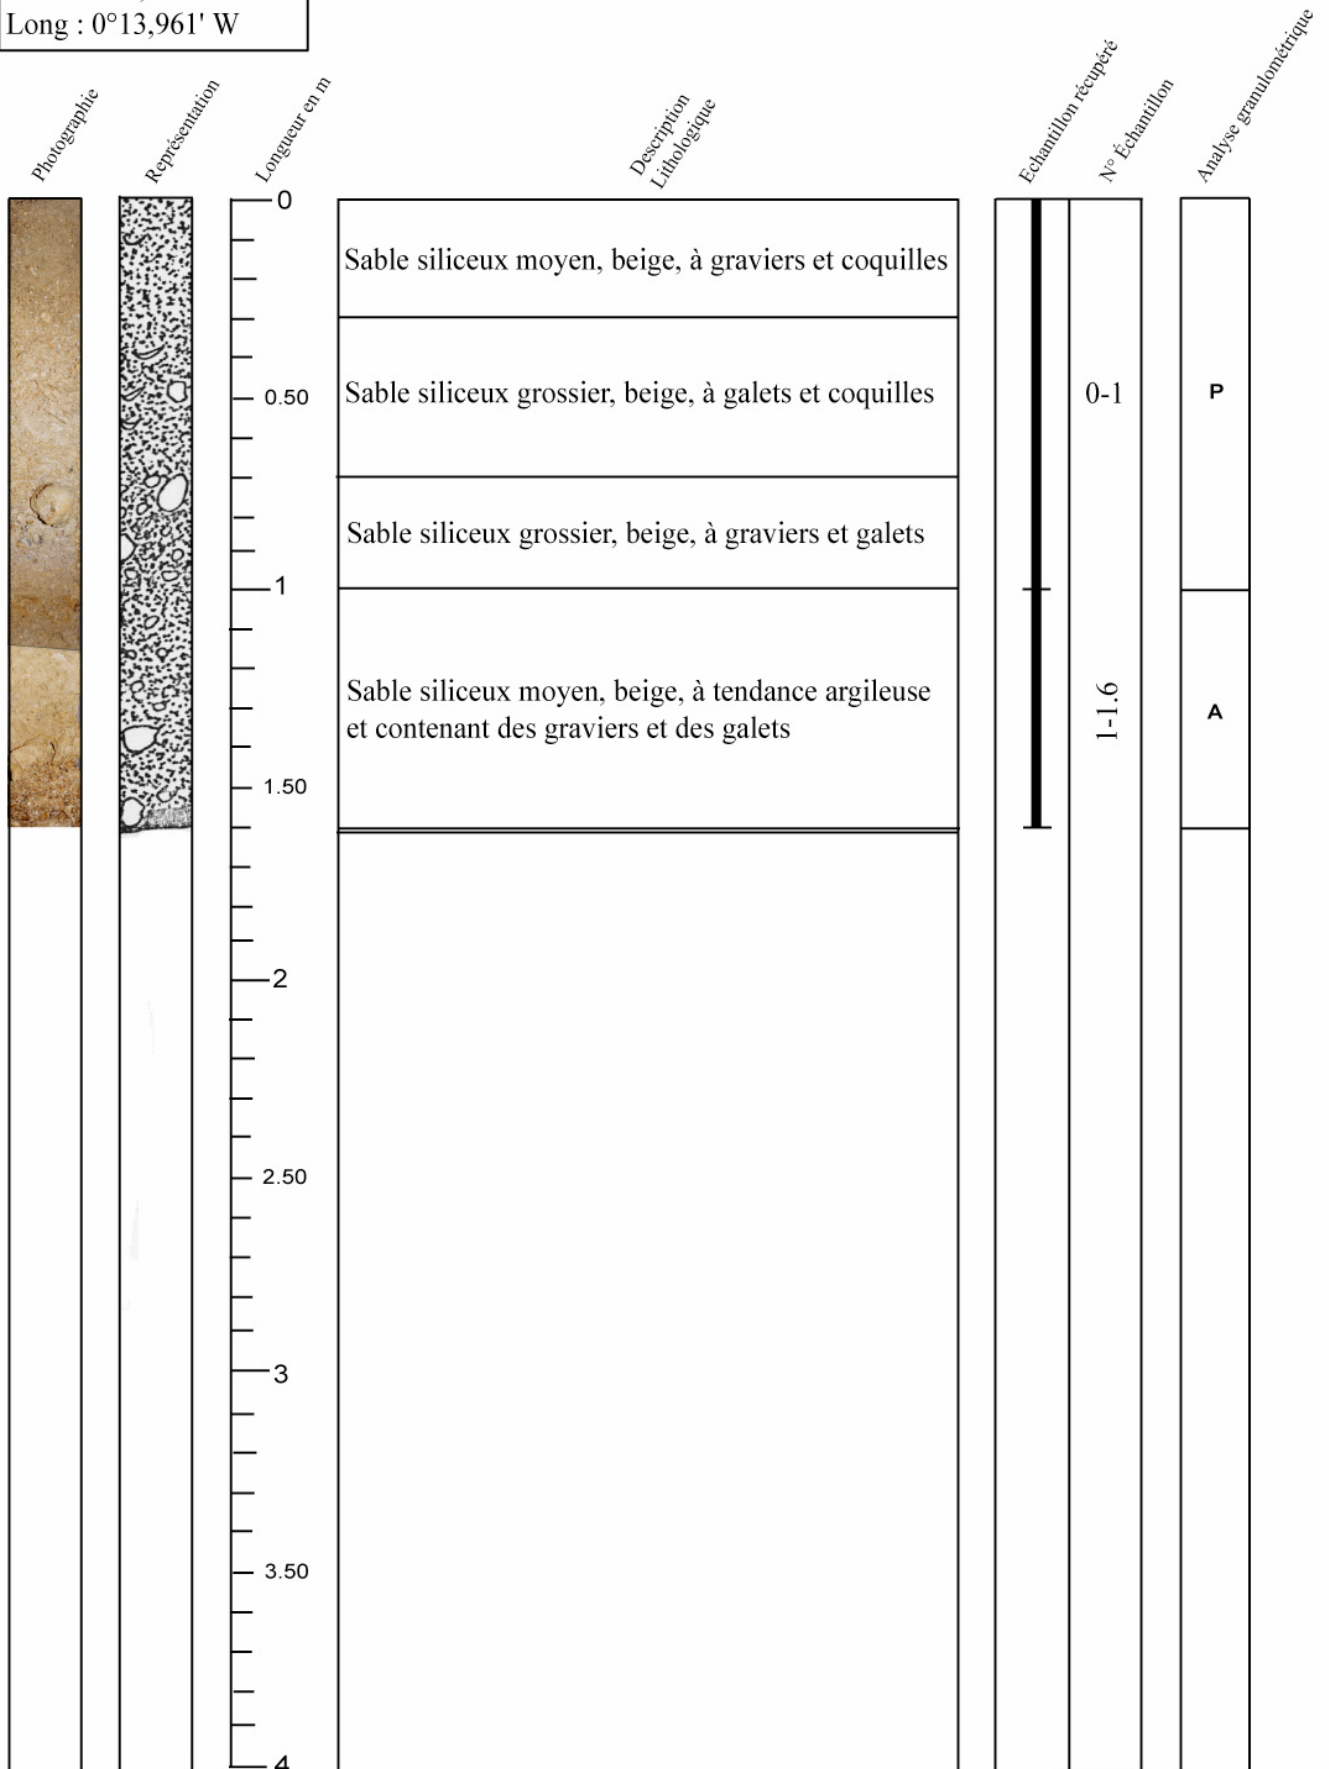 Long : 0°13,961' W
Photographie
Représentation
Longueur en m
Description
Lithologique
Echantillon récupéré
N° Échantillon
Analyse granulométrique
0
Sable siliceux moyen, beige, à graviers et coquilles
0.50
Sable siliceux grossier, beige, à galets et coquilles
0-1
P
Sable siliceux grossier, beige, à graviers et galets
1
Sable siliceux moyen, beige, à tendance argileuse
et contenant des graviers et des galets
1-1.6
A
1.50
2
2.50
3
3.50
4